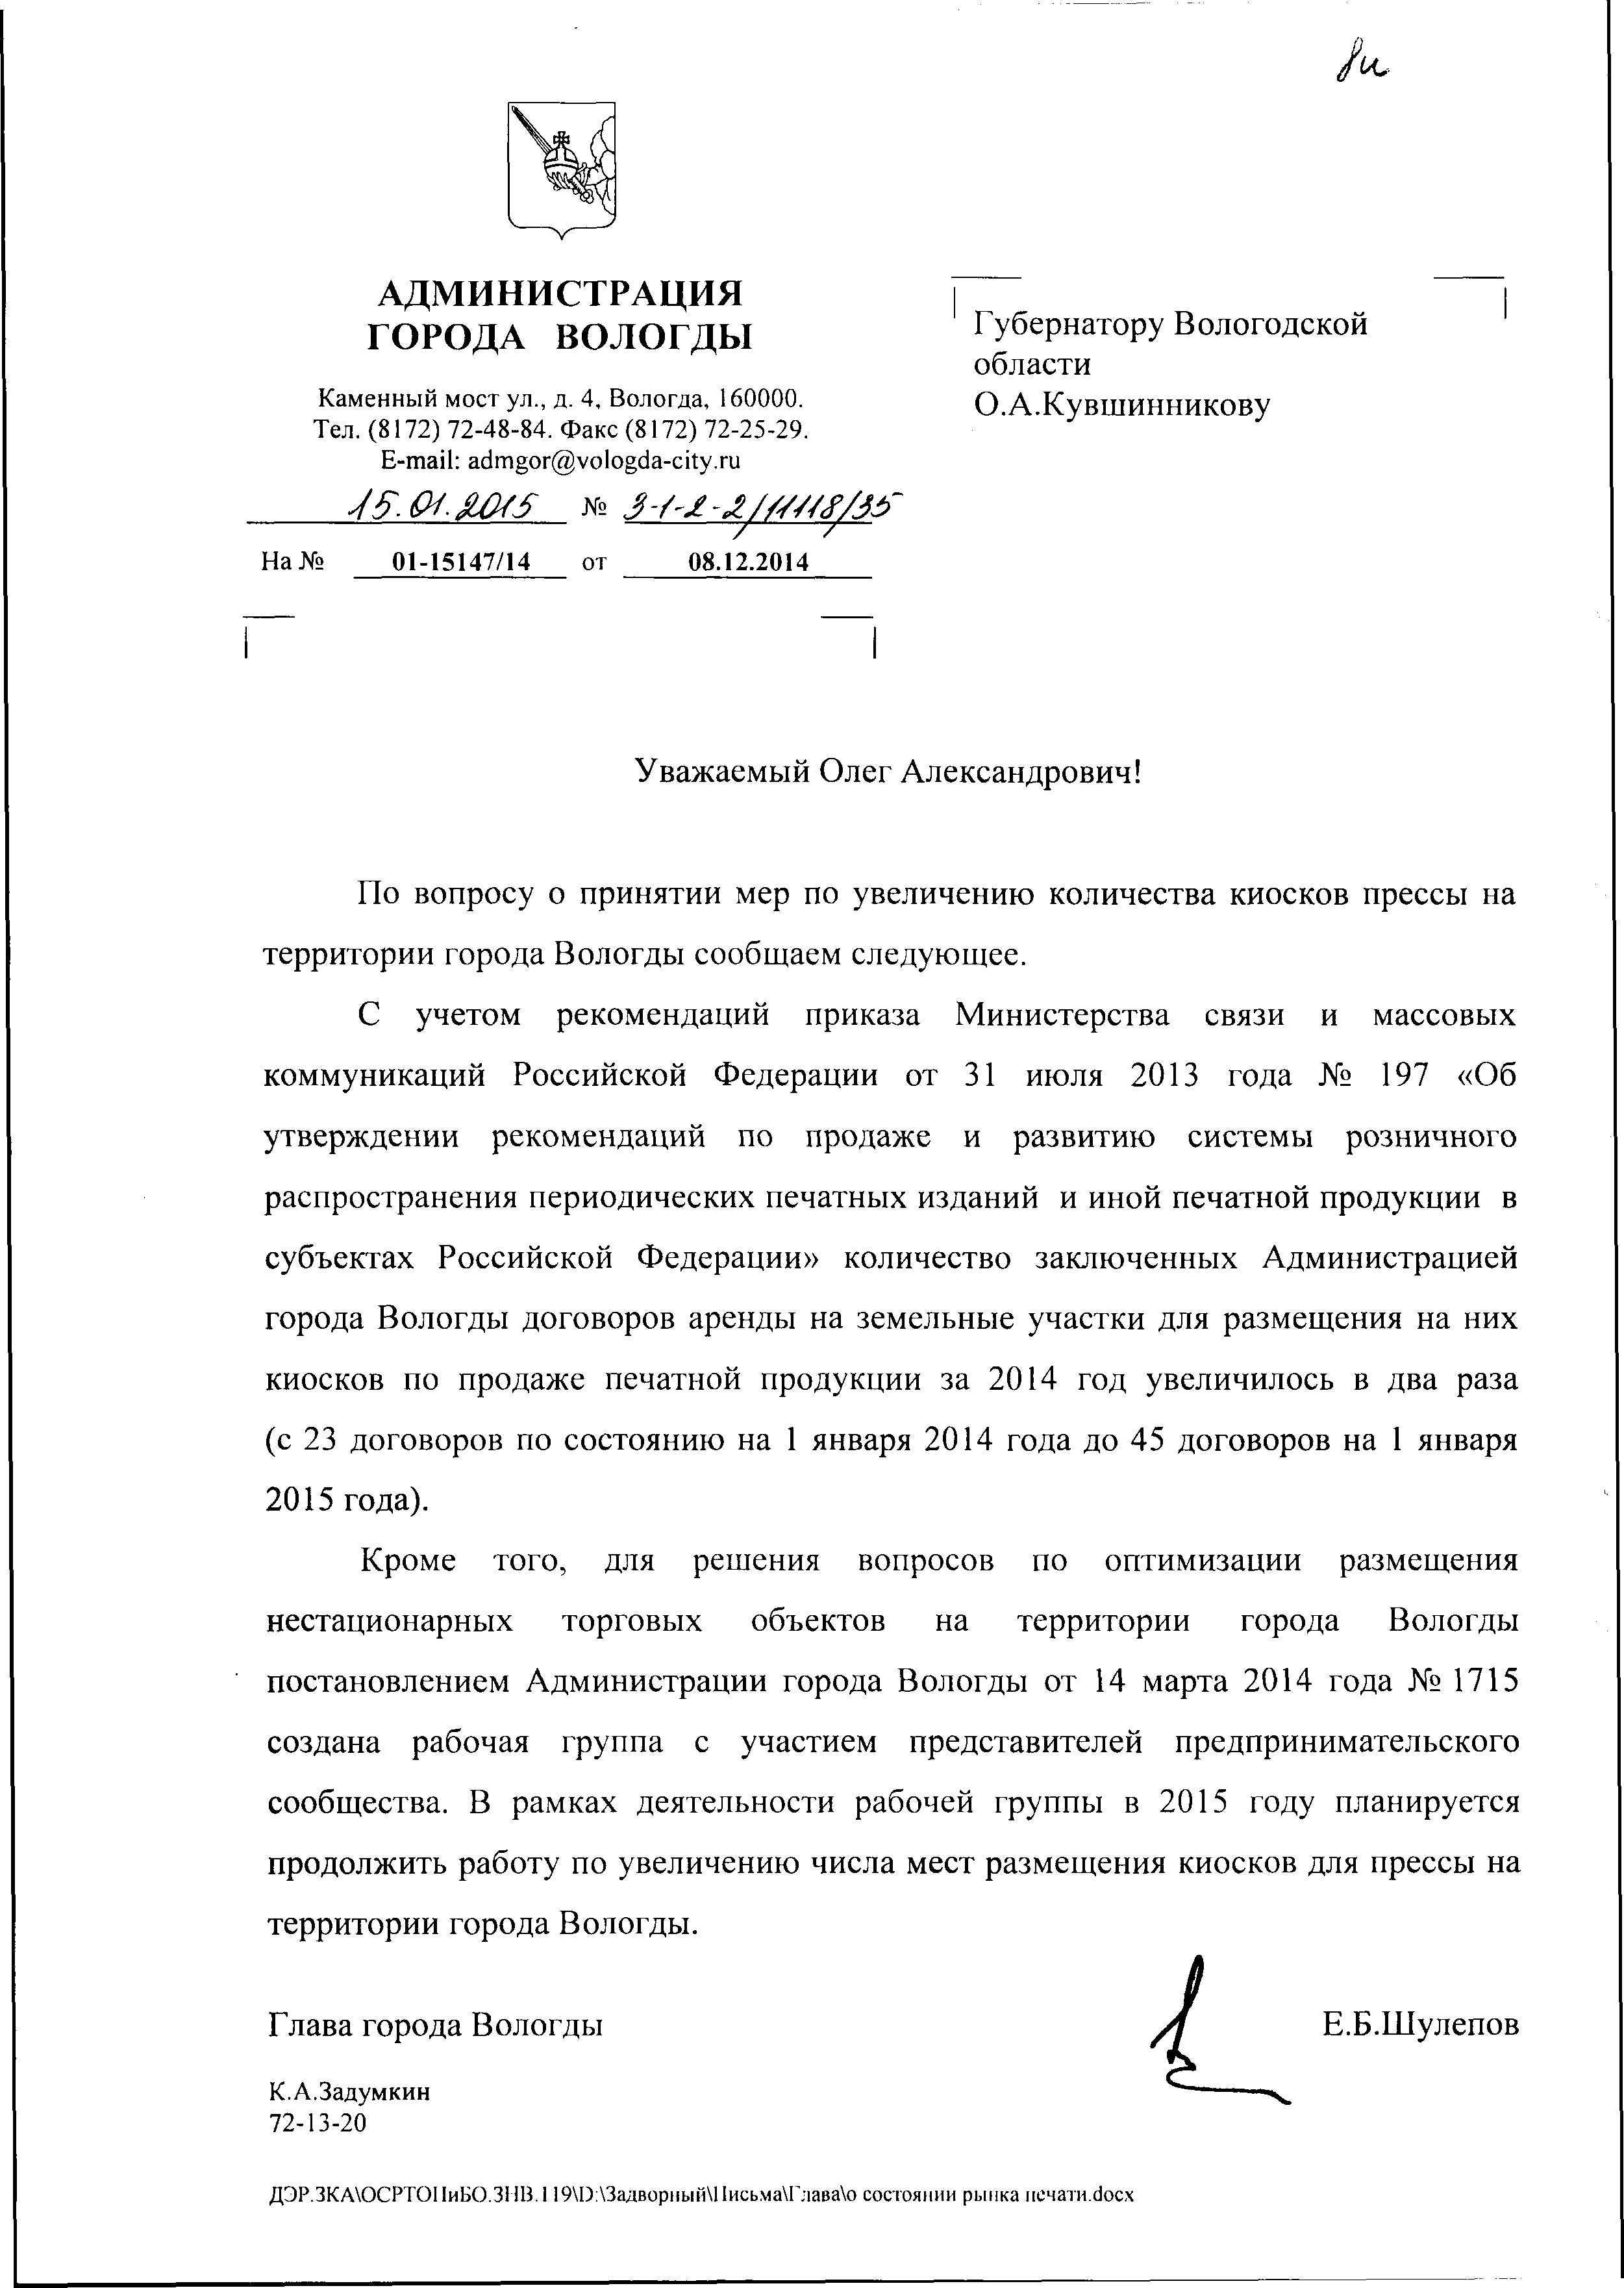 АДМИНИСТРАЦИЯ
ГОРОДА ВОЛОГДЫ
Каменный мост ул., д. 4, Вологда, 160000.
Тел. (8172) 72-48-84. Факс (8172) 72-25-29.
E-mail: admgor@vologda-city.ru
15.01.2015 № 3-1-2-2/11118/35
На № 01-15147/14 от 08.12.2014
Губернатору Вологодской
области
О.А.Кувшинникову
Уважаемый Олег Александрович!
По вопросу о принятии мер по увеличению количества киосков прессы на
территории города Вологды сообщаем следующее.
С учетом рекомендаций приказа Министерства связи и массовых
коммуникаций Российской Федерации от 31 июля 2013 года № 197 «Об
утверждении рекомендаций по продаже и развитию системы розничного
распространения периодических печатных изданий и иной печатной продукции в
субъектах Российской Федерации» количество заключенных Администрацией
города Вологды договоров аренды на земельные участки для размещения на них
киосков по продаже печатной продукции за 2014 год увеличилось в два раза
(с 23 договоров по состоянию на 1 января 2014 года до 45 договоров на 1 января
2015 года).
Кроме того, для решения вопросов по оптимизации размещения
нестационарных торговых объектов на территории города Вологды
постановлением Администрации города Вологды от 14 марта 2014 года № 1715
создана рабочая группа с участием представителей предпринимательского
сообщества. В рамках деятельности рабочей группы в 2015 году планируется
продолжить работу по увеличению числа мест размещения киосков для прессы на
территории города Вологды.
Глава города Вологды Е.Б.Шулепов
К.А.Задумкин
72-13-20
ДЭР.ЗКА\ОСРТОПиБО.ЗНВ.119\D:\Задворный\Письма\Глава\о состоянии рынка печати.docx